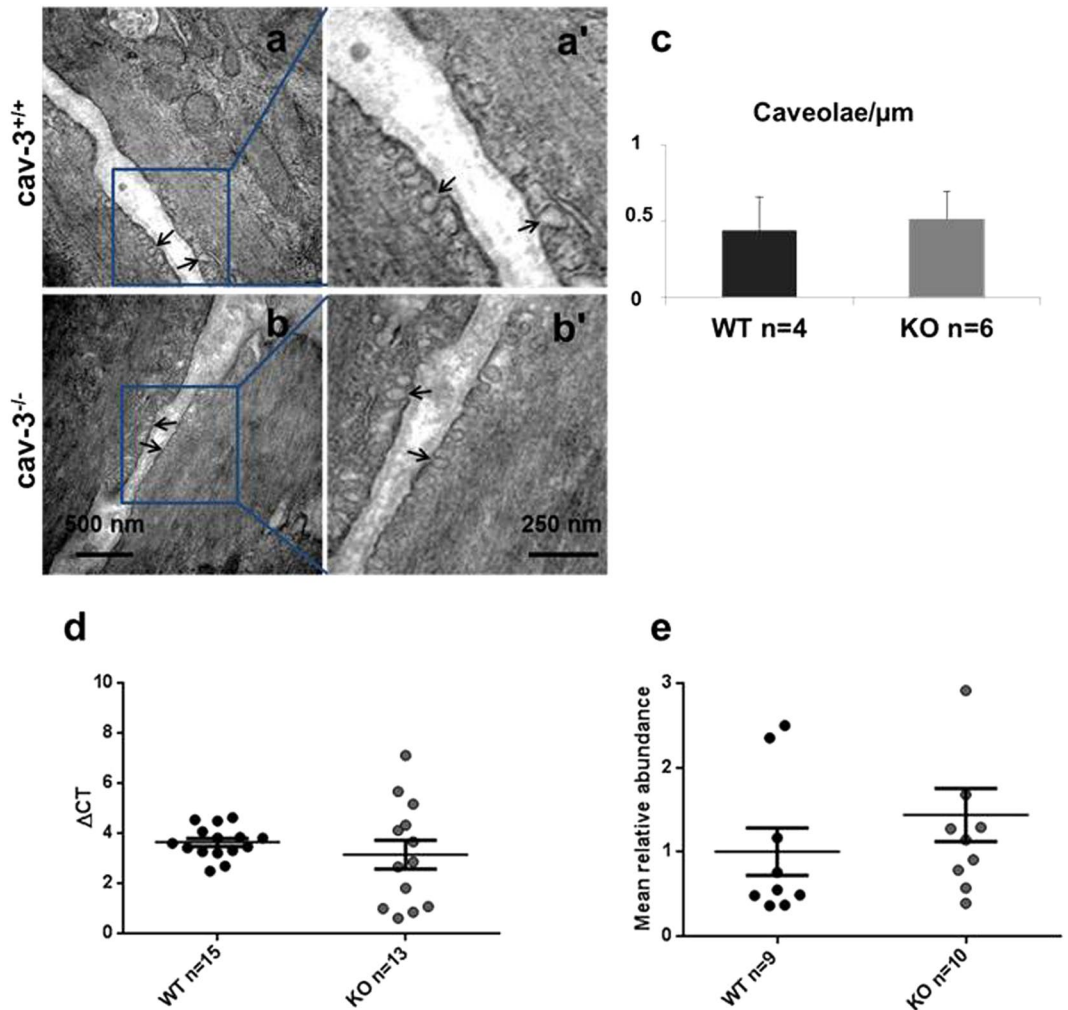 cav-3+/+
a
a'
cav-3-/-
b
500 nm
b'
250 nm
c
Caveolae/µm
1
0.5
0
WT n=4
KO n=6
d
ΔCT
10
8
6
4
2
0
WT n=15
KO n=13
e
Mean relative abundance
3
2
1
0
WT n=9
KO n=10